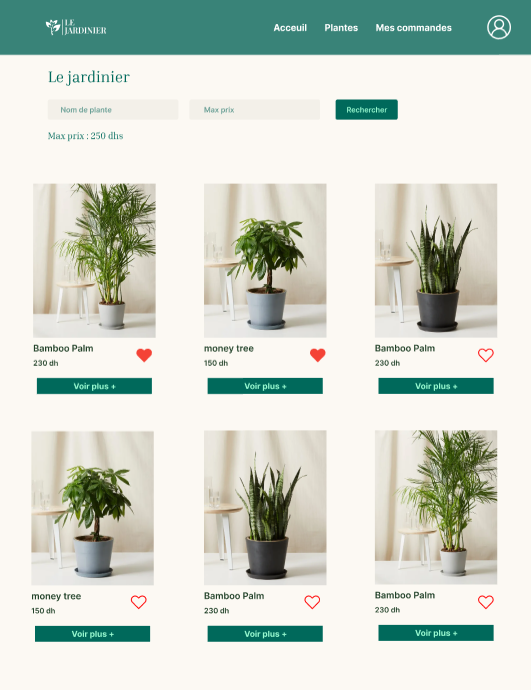 LE
JARDINIER
Acceuil Plantes Mes commandes
Le jardinier
Nom de plante Max prix Rechercher
Max prix : 250 dhs
Bamboo Palm
230 dh
Voir plus +
money tree
150 dh
Voir plus +
Bamboo Palm
230 dh
Voir plus +
money tree
150 dh
Voir plus +
Bamboo Palm
230 dh
Voir plus +
Bamboo Palm
230 dh
Voir plus +